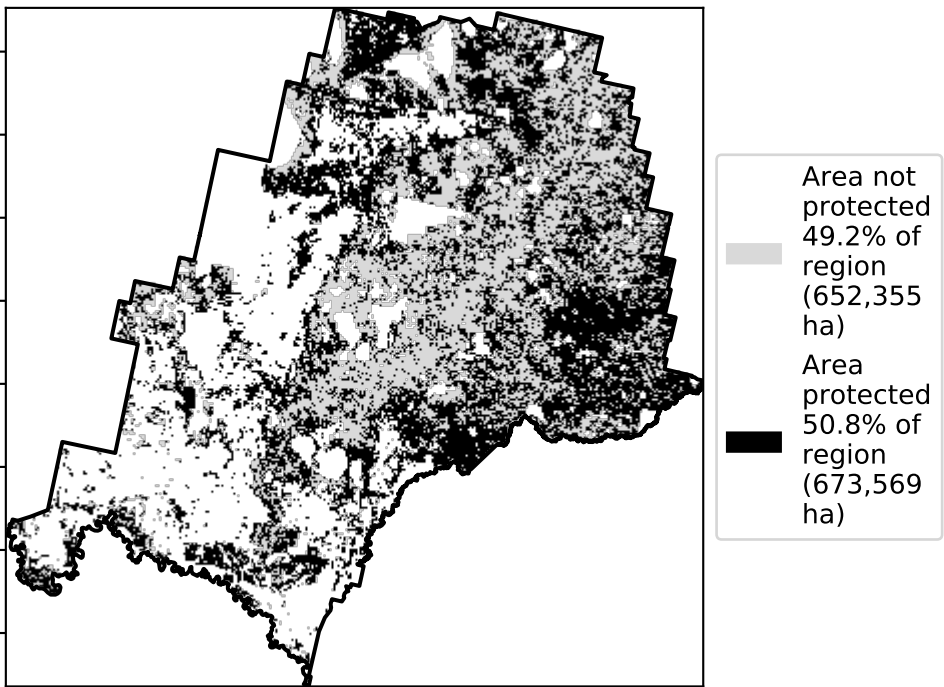 Area not
protected
49.2% of
region
(652,355
ha)
Area
protected
50.8% of
region
(673,569
ha)